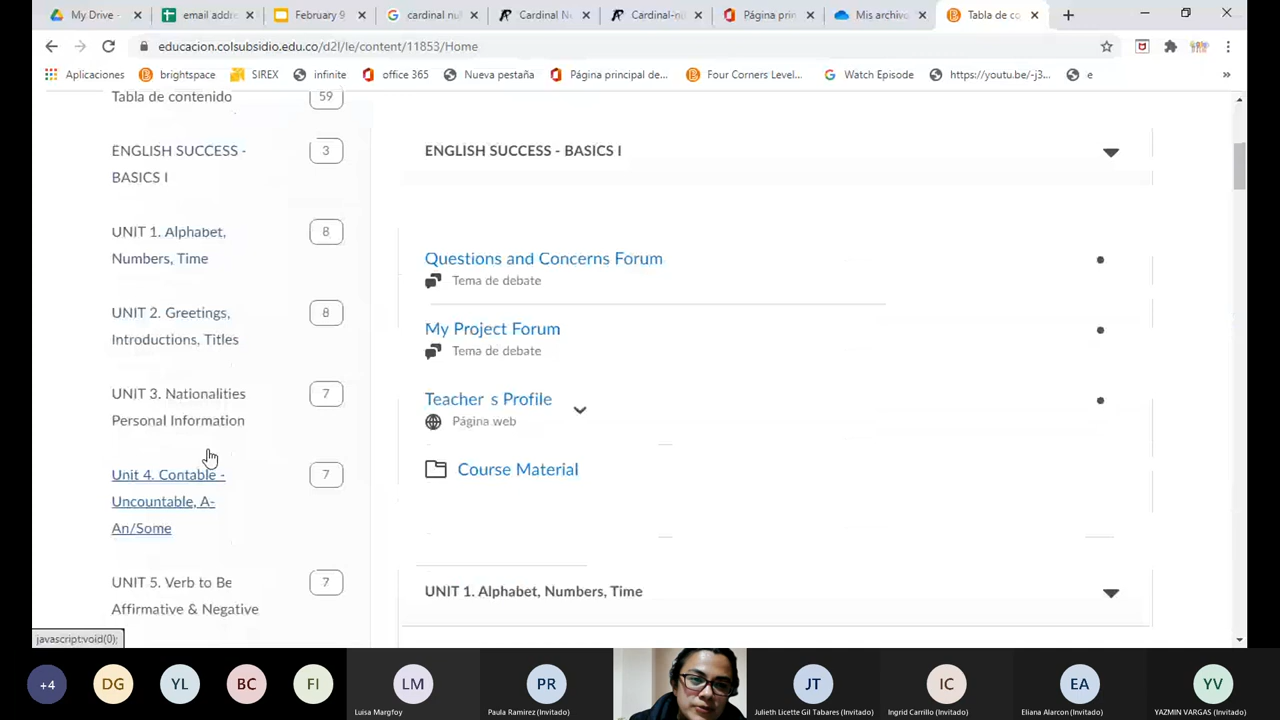 My Drive -
email addre
February 9
cardinal nul
Cardinal Nu
Cardinal-nu
Página prin
Mis archivo
Tabla de co
educacion.colsubsidio.edu.co/d2l/le/content/11853/Home
Aplicaciones
brightspace
SIREX
infinite
office 365
Nueva pestaña
Página principal de...
Four Corners Level...
Watch Episode
https://youtu.be/-j3...
e
»
Tabla de contenido
59
ENGLISH SUCCESS -
BASICS I
3
UNIT 1. Alphabet,
Numbers, Time
8
UNIT 2. Greetings,
Introductions, Titles
8
UNIT 3. Nationalities
Personal Information
7
Unit 4. Contable -
Uncountable, A-
An/Some
7
UNIT 5. Verb to Be
Affirmative & Negative
7
ENGLISH SUCCESS - BASICS I
Questions and Concerns Forum
Tema de debate
My Project Forum
Tema de debate
Teacher s Profile
Página web
Course Material
UNIT 1. Alphabet, Numbers, Time
javascript:void(0);
+4
DG
YL
BC
FI
LM
Luisa Margfoy
PR
Paula Ramirez (Invitado)
JT
Julieth Licette Gil Tabares (Invitado)
IC
Ingrid Carrillo (Invitado)
EA
Eliana Alarcon (Invitado)
YV
YAZMIN VARGAS (Invitado)